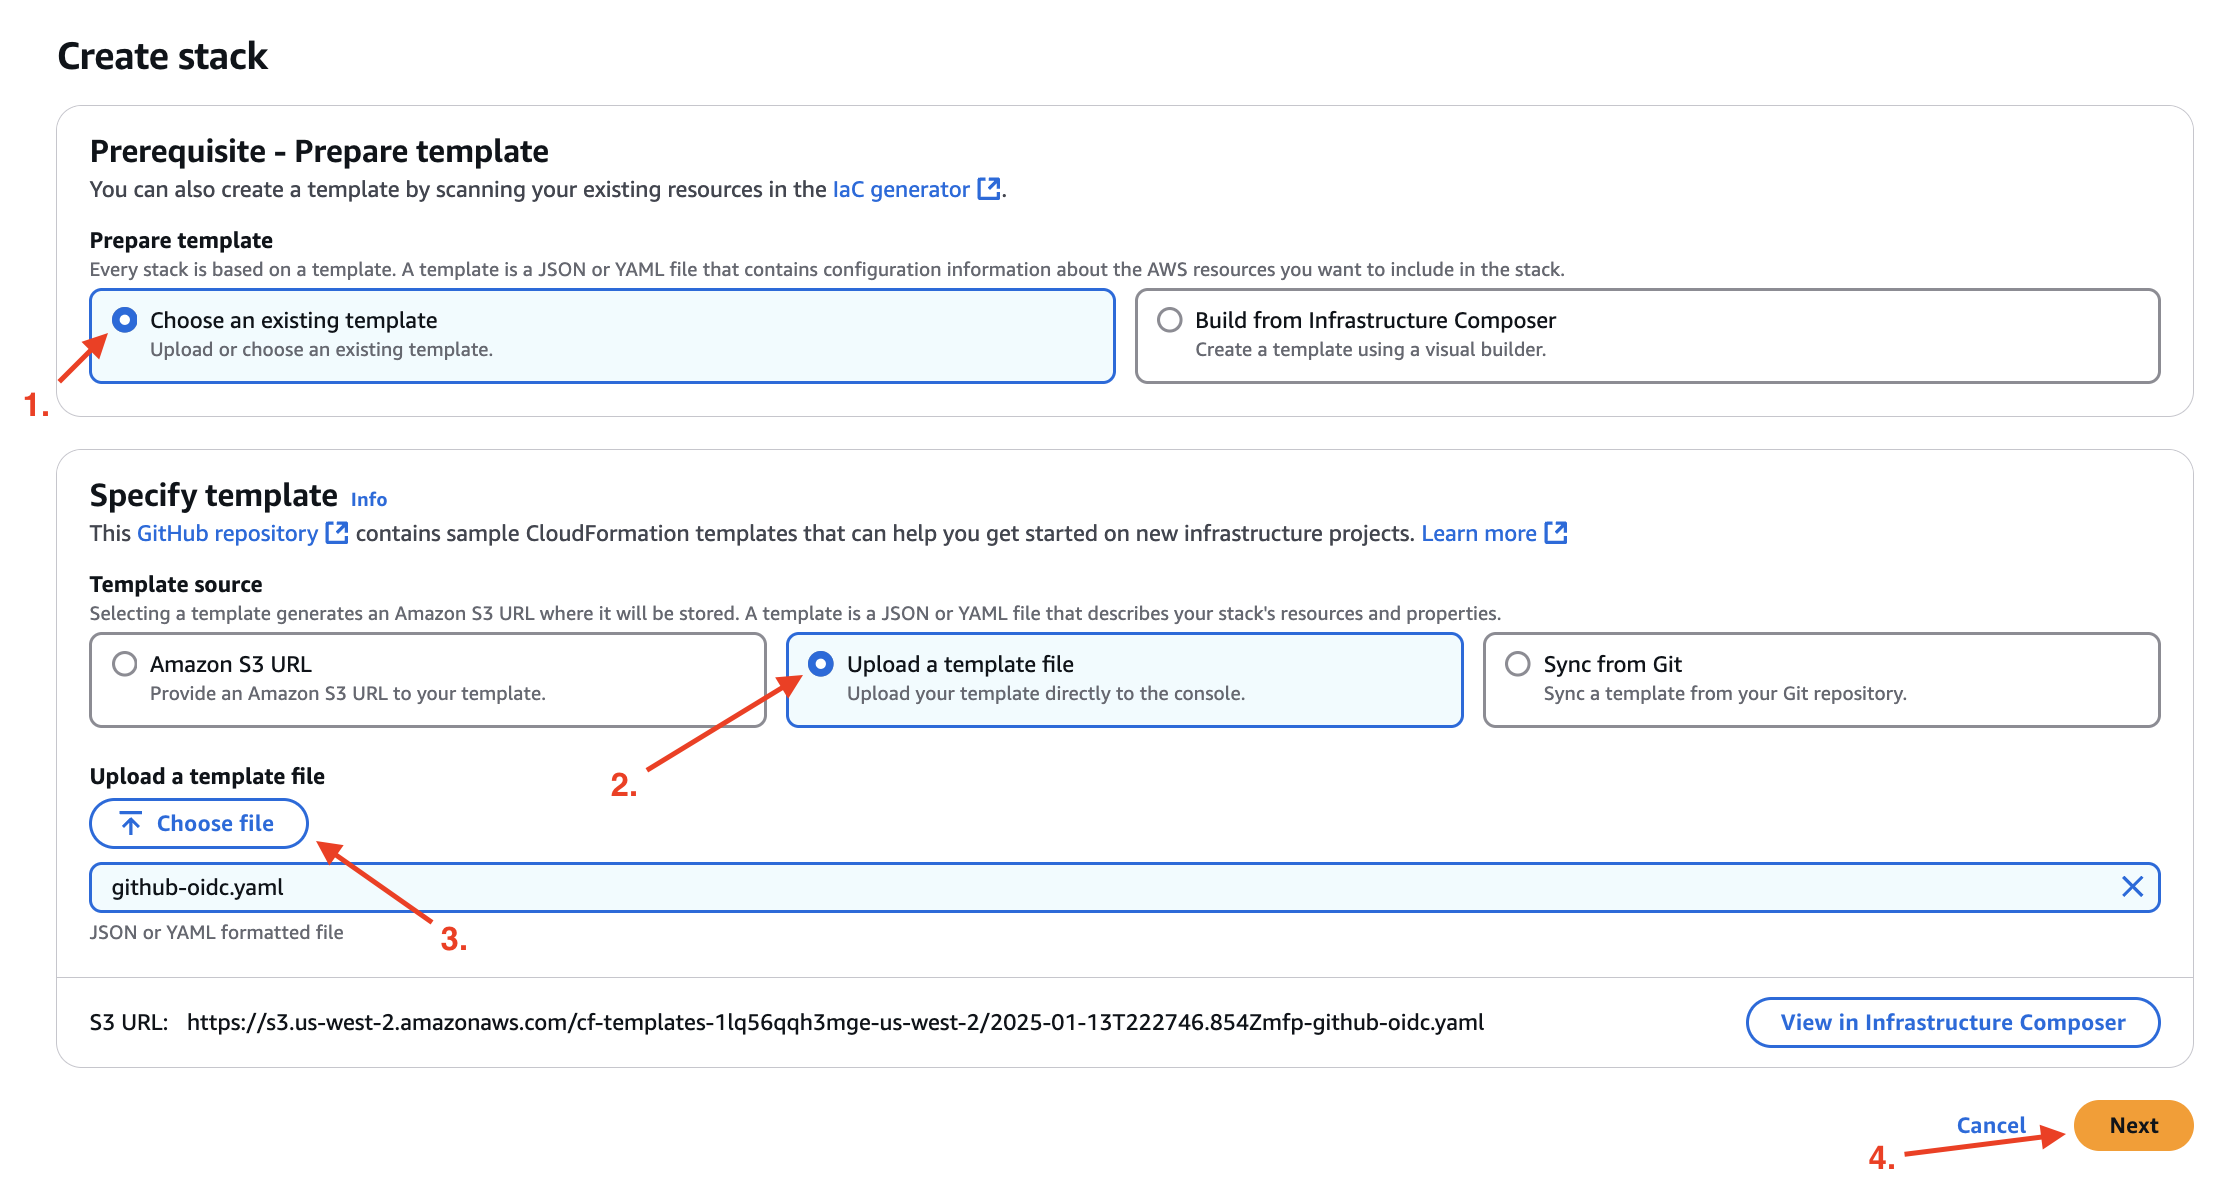 Create stack
Prerequisite - Prepare template
You can also create a template by scanning your existing resources in the IaC generator.
Prepare template
Every stack is based on a template. A template is a JSON or YAML file that contains configuration information about the AWS resources you want to include in the stack.
Choose an existing template
Upload or choose an existing template.
Build from Infrastructure Composer
Create a template using a visual builder.
1.
Specify template Info
This GitHub repository contains sample CloudFormation templates that can help you get started on new infrastructure projects. Learn more
Template source
Selecting a template generates an Amazon S3 URL where it will be stored. A template is a JSON or YAML file that describes your stack's resources and properties.
Amazon S3 URL
Provide an Amazon S3 URL to your template.
Upload a template file
Upload your template directly to the console.
Sync from Git
Sync a template from your Git repository.
2.
Upload a template file
Choose file
github-oidc.yaml
JSON or YAML formatted file
3.
S3 URL: https://s3.us-west-2.amazonaws.com/cf-templates-1lq56qqh3mge-us-west-2/2025-01-13T222746.854Zmfp-github-oidc.yaml
View in Infrastructure Composer
Cancel
Next
4.